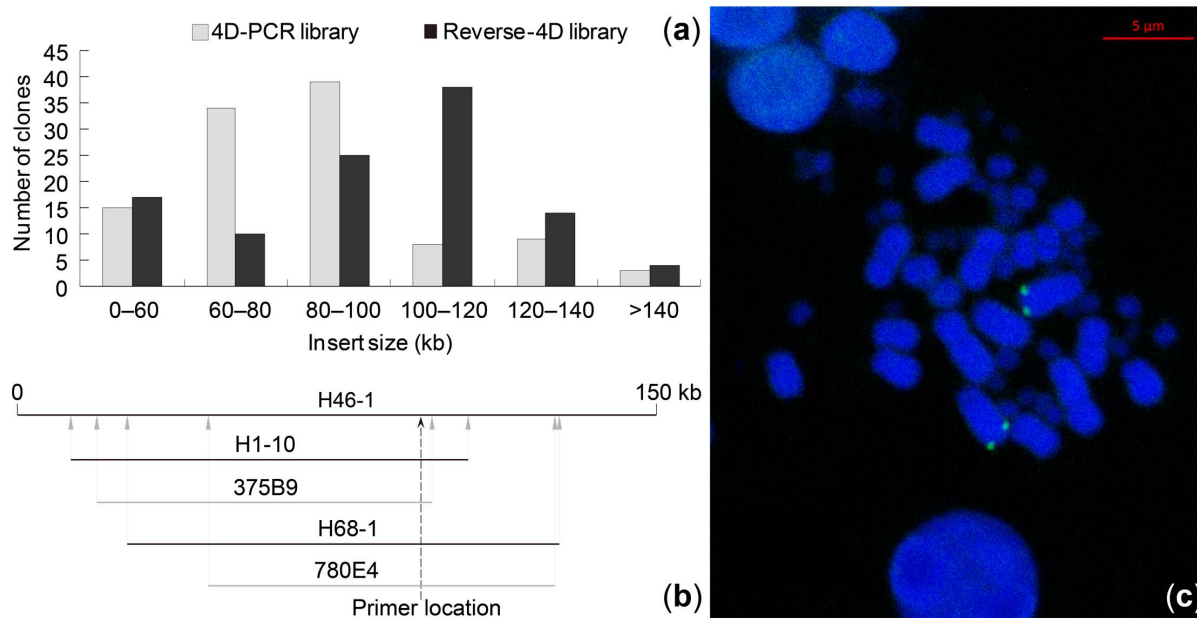 4D-PCR library Reverse-4D library (a)
Number of clones
45
40
35
30
25
20
15
10
5
0
0–60 60–80 80–100 100–120 120–140 >140
Insert size (kb)
0 H46-1 150 kb
H1-10
375B9
H68-1
780E4
Primer location (b)
5 µm
(c)